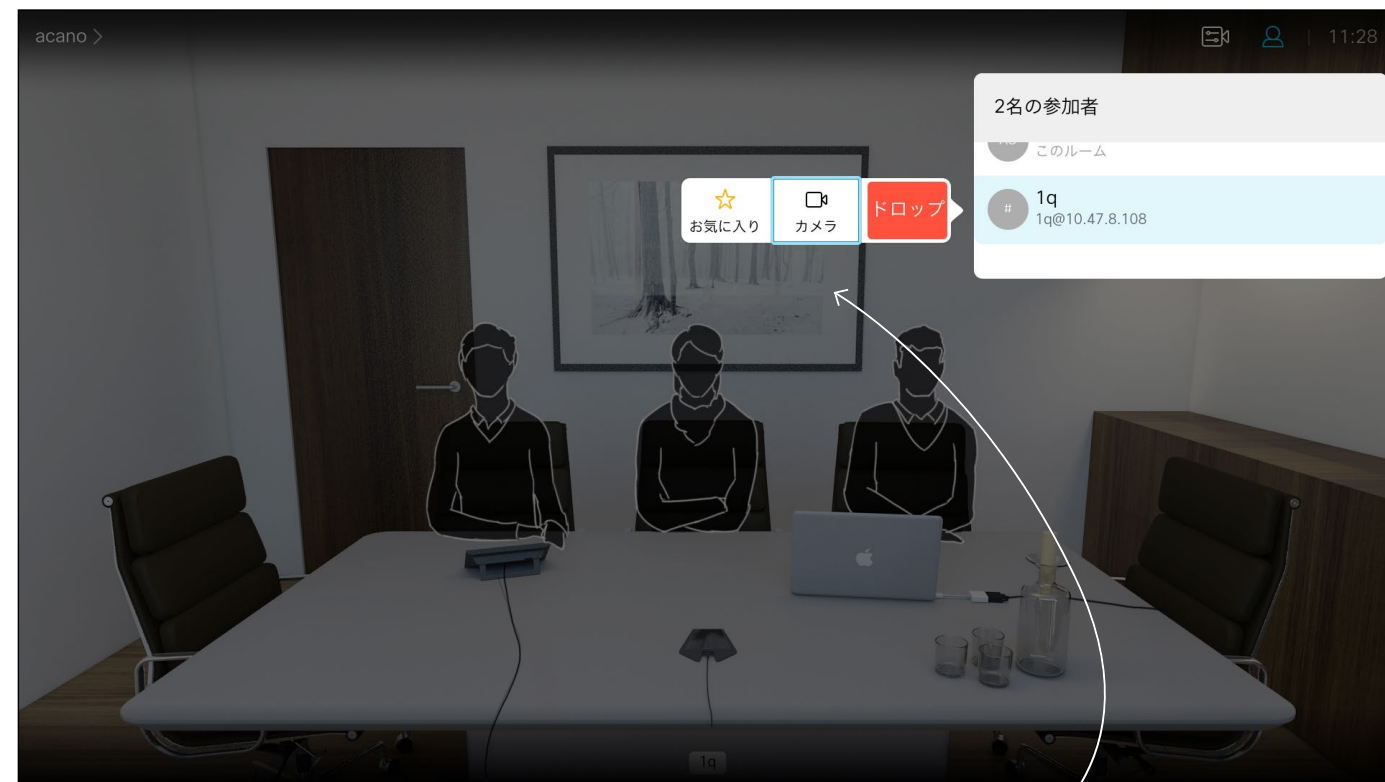 acano >
11:28
2名の参加者
このルーム
お気に入り
カメラ
ドロップ
#
1q
1q@10.47.8.108
1q